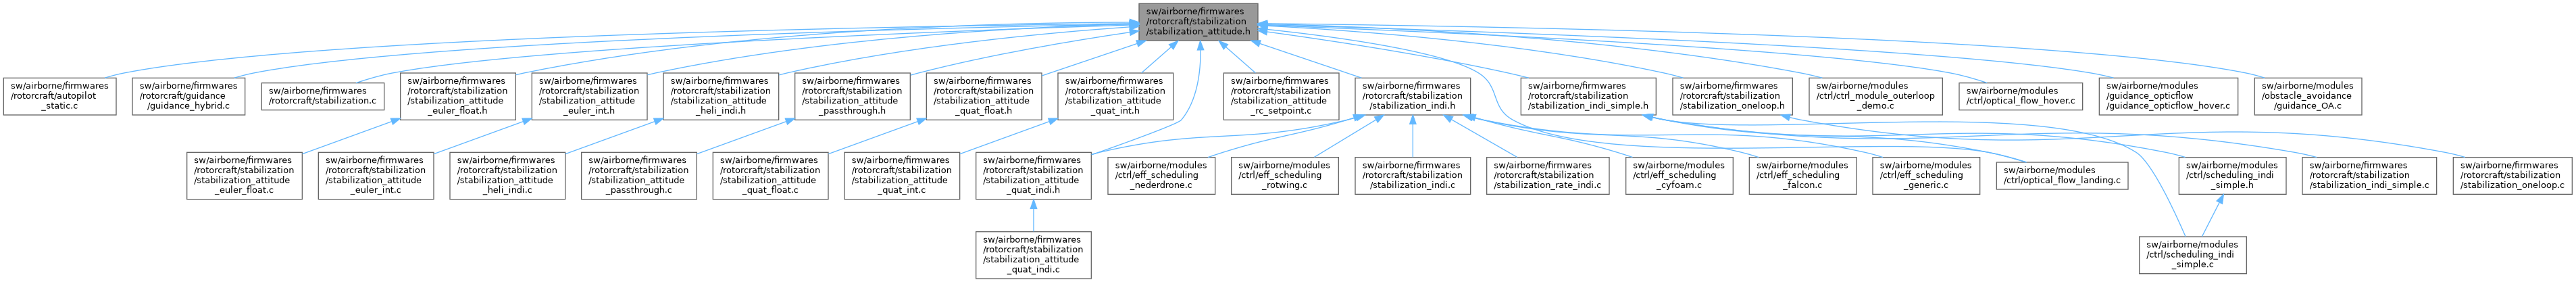 sw/airborne/firmwares
/rotorcraft/stabilization
/stabilization_attitude.h
sw/airborne/firmwares
/rotorcraft/autopilot
_static.c
sw/airborne/firmwares
/rotorcraft/guidance
/guidance_hybrid.c
sw/airborne/firmwares
/rotorcraft/stabilization.c
sw/airborne/firmwares
/rotorcraft/stabilization
/stabilization_attitude
_euler_float.h
sw/airborne/firmwares
/rotorcraft/stabilization
/stabilization_attitude
_euler_int.h
sw/airborne/firmwares
/rotorcraft/stabilization
/stabilization_attitude
_heli_indi.h
sw/airborne/firmwares
/rotorcraft/stabilization
/stabilization_attitude
_passthrough.h
sw/airborne/firmwares
/rotorcraft/stabilization
/stabilization_attitude
_quat_float.h
sw/airborne/firmwares
/rotorcraft/stabilization
/stabilization_attitude
_quat_int.h
sw/airborne/firmwares
/rotorcraft/stabilization
/stabilization_attitude
_rc_setpoint.c
sw/airborne/firmwares
/rotorcraft/stabilization
/stabilization_indi.h
sw/airborne/firmwares
/rotorcraft/stabilization
/stabilization_indi_simple.h
sw/airborne/firmwares
/rotorcraft/stabilization
/stabilization_oneloop.h
sw/airborne/modules
/ctrl/ctrl_module_outerloop
_demo.c
sw/airborne/modules
/ctrl/optical_flow_hover.c
sw/airborne/modules
/guidance_opticflow
/guidance_opticflow_hover.c
sw/airborne/modules
/obstacle_avoidance
/guidance_OA.c
sw/airborne/firmwares
/rotorcraft/stabilization
/stabilization_attitude
_euler_float.c
sw/airborne/firmwares
/rotorcraft/stabilization
/stabilization_attitude
_euler_int.c
sw/airborne/firmwares
/rotorcraft/stabilization
/stabilization_attitude
_heli_indi.c
sw/airborne/firmwares
/rotorcraft/stabilization
/stabilization_attitude
_passthrough.c
sw/airborne/firmwares
/rotorcraft/stabilization
/stabilization_attitude
_quat_float.c
sw/airborne/firmwares
/rotorcraft/stabilization
/stabilization_attitude
_quat_int.c
sw/airborne/firmwares
/rotorcraft/stabilization
/stabilization_attitude
_quat_indi.h
sw/airborne/modules
/ctrl/eff_scheduling
_nederdrone.c
sw/airborne/modules
/ctrl/eff_scheduling
_rotwing.c
sw/airborne/firmwares
/rotorcraft/stabilization
/stabilization_indi.c
sw/airborne/firmwares
/rotorcraft/stabilization
/stabilization_rate_indi.c
sw/airborne/modules
/ctrl/eff_scheduling
_cyfoam.c
sw/airborne/modules
/ctrl/eff_scheduling
_falcon.c
sw/airborne/modules
/ctrl/eff_scheduling
_generic.c
sw/airborne/modules
/ctrl/optical_flow_landing.c
sw/airborne/modules
/ctrl/scheduling_indi
_simple.h
sw/airborne/firmwares
/rotorcraft/stabilization
/stabilization_indi_simple.c
sw/airborne/firmwares
/rotorcraft/stabilization
/stabilization_oneloop.c
sw/airborne/firmwares
/rotorcraft/stabilization
/stabilization_attitude
_quat_indi.c
sw/airborne/modules
/ctrl/scheduling_indi
_simple.c